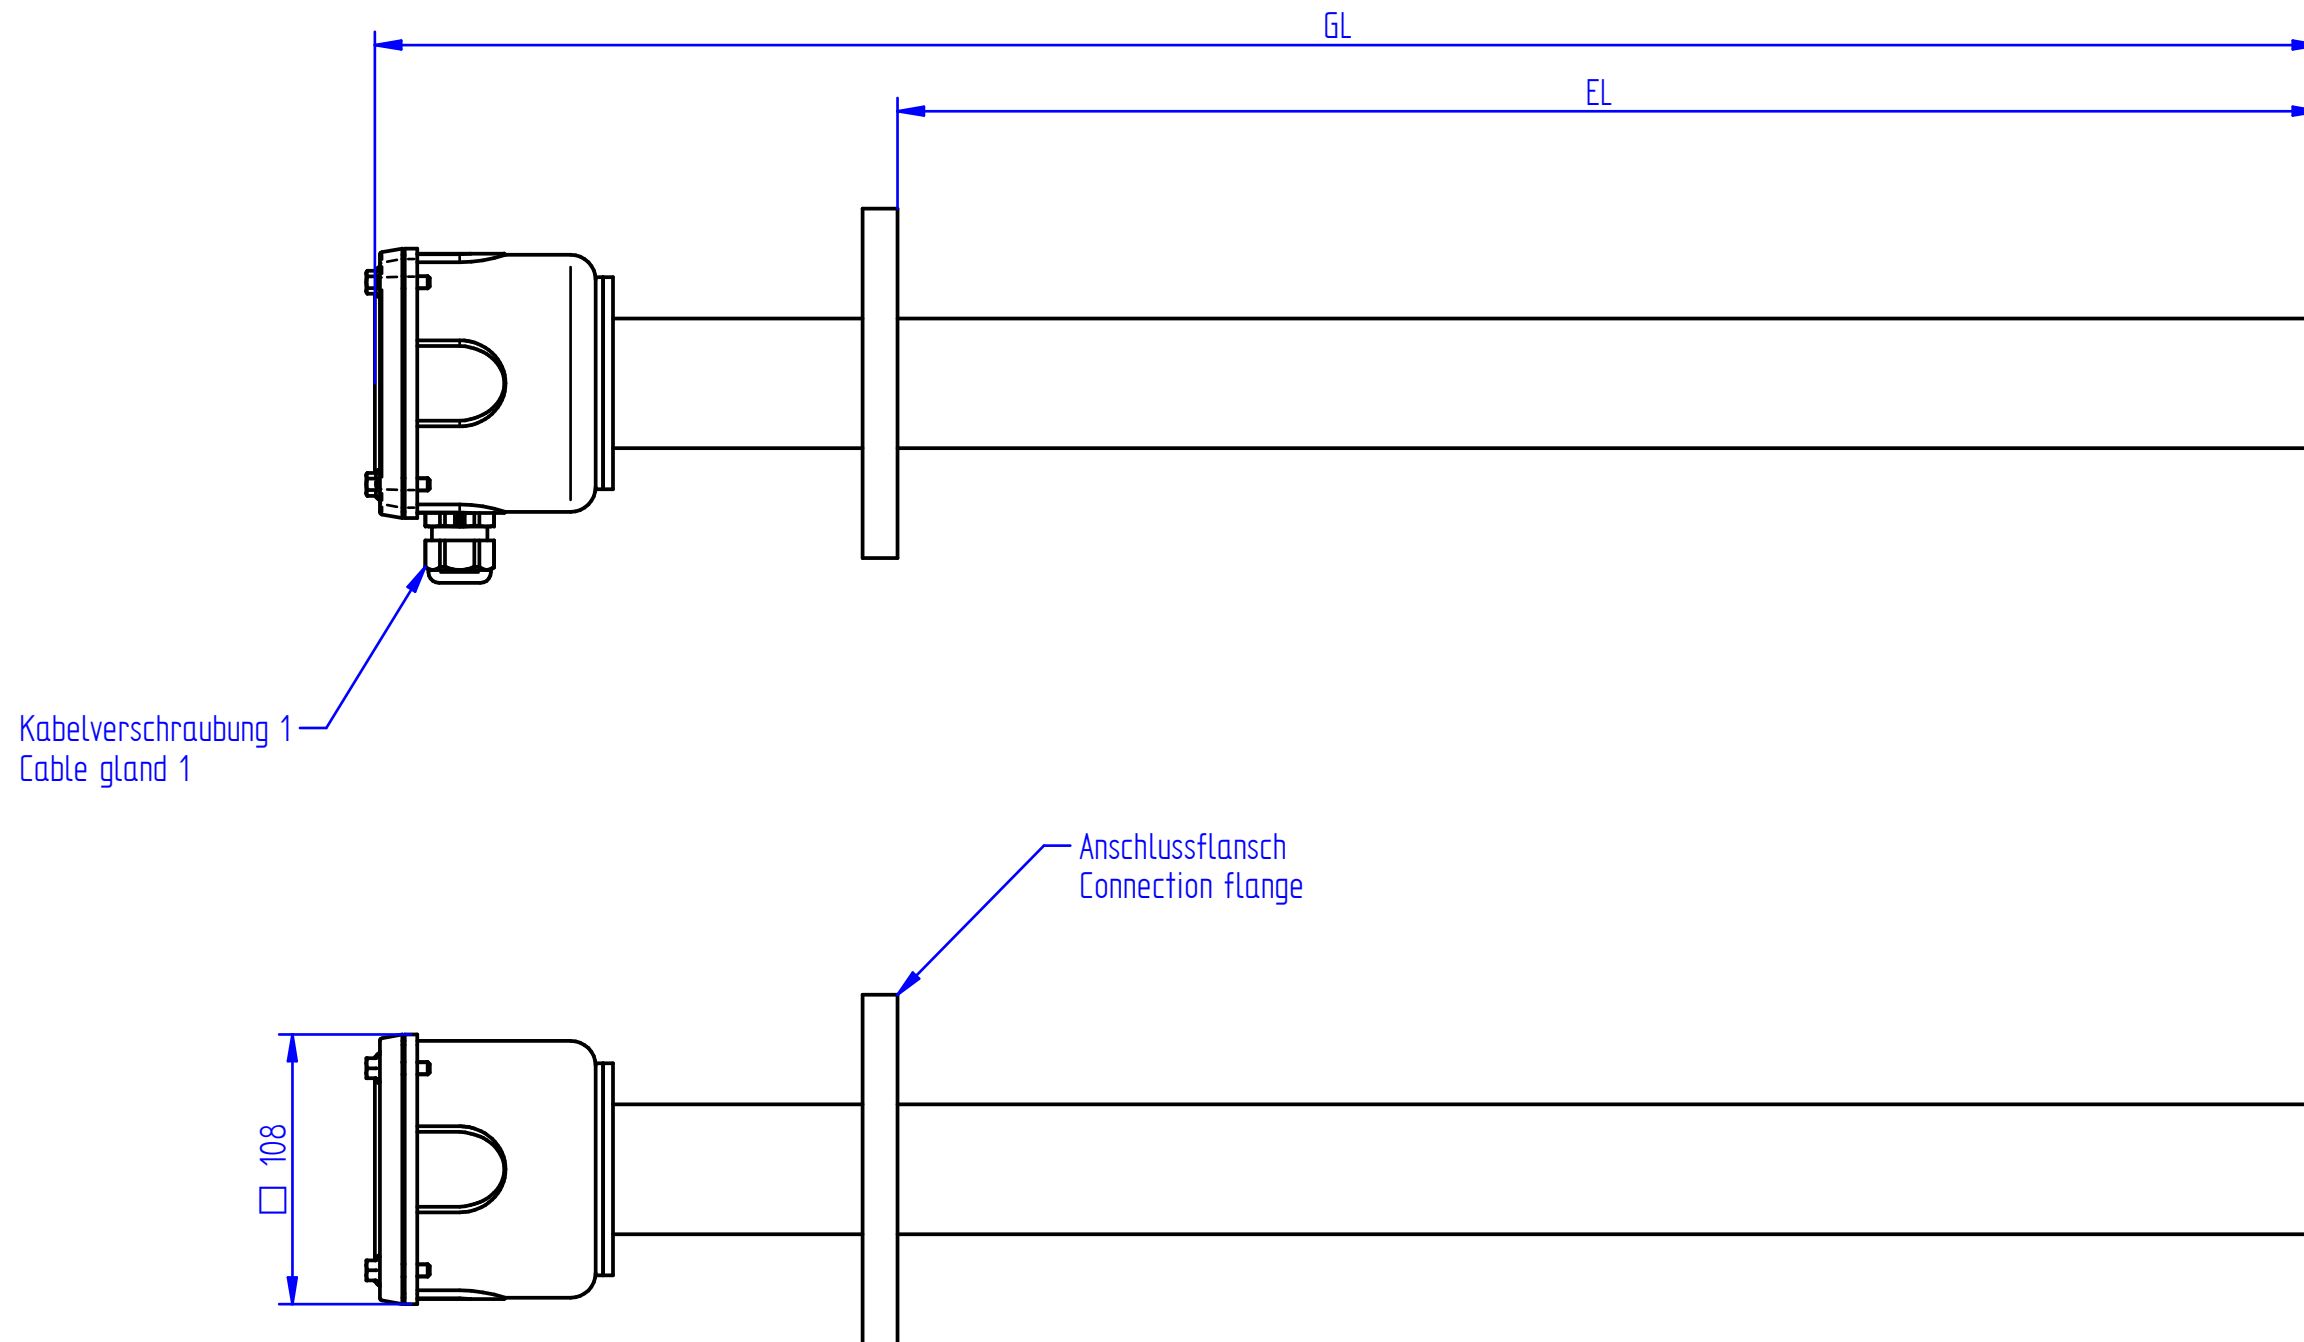 GL
EL
Kabelverschraubung 1
Cable gland 1
Anschlussflansch
Connection flange
□ 108